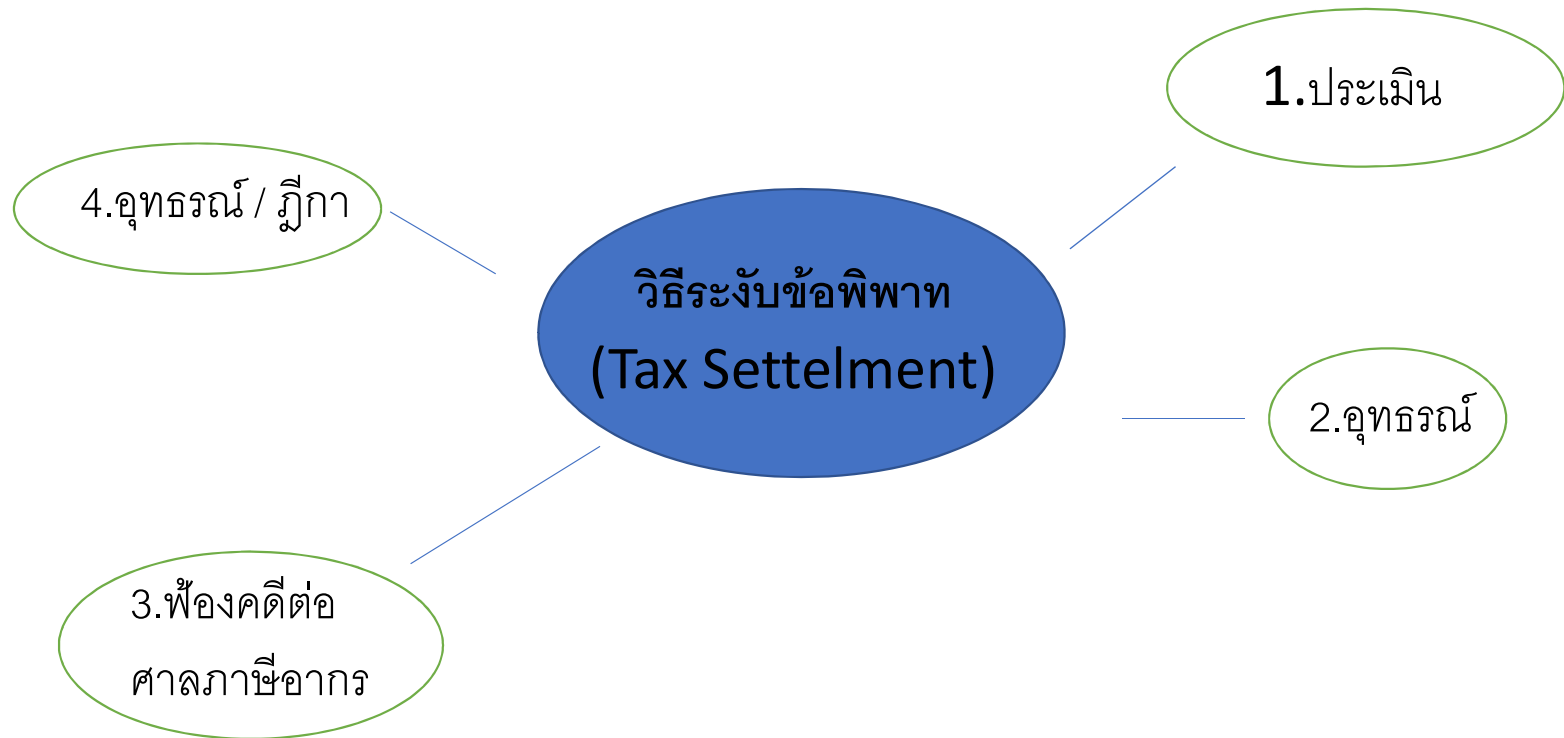 วิธีระงับข้อพิพาท
(Tax Settelment)
1.ประเมิน
2.อุทธรณ์
3.ฟ้องคดีต่อ
ศาลภาษีอากร
4.อุทธรณ์ / ฎีกา